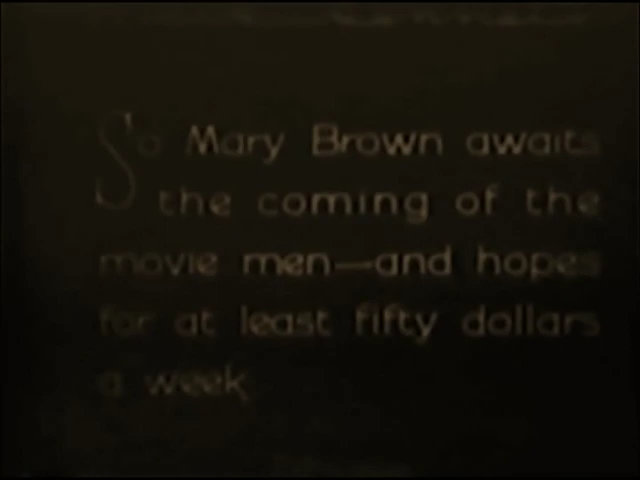 So Mary Brown awaits
the coming of the
movie men—and hopes
for at least fifty dollars
a week